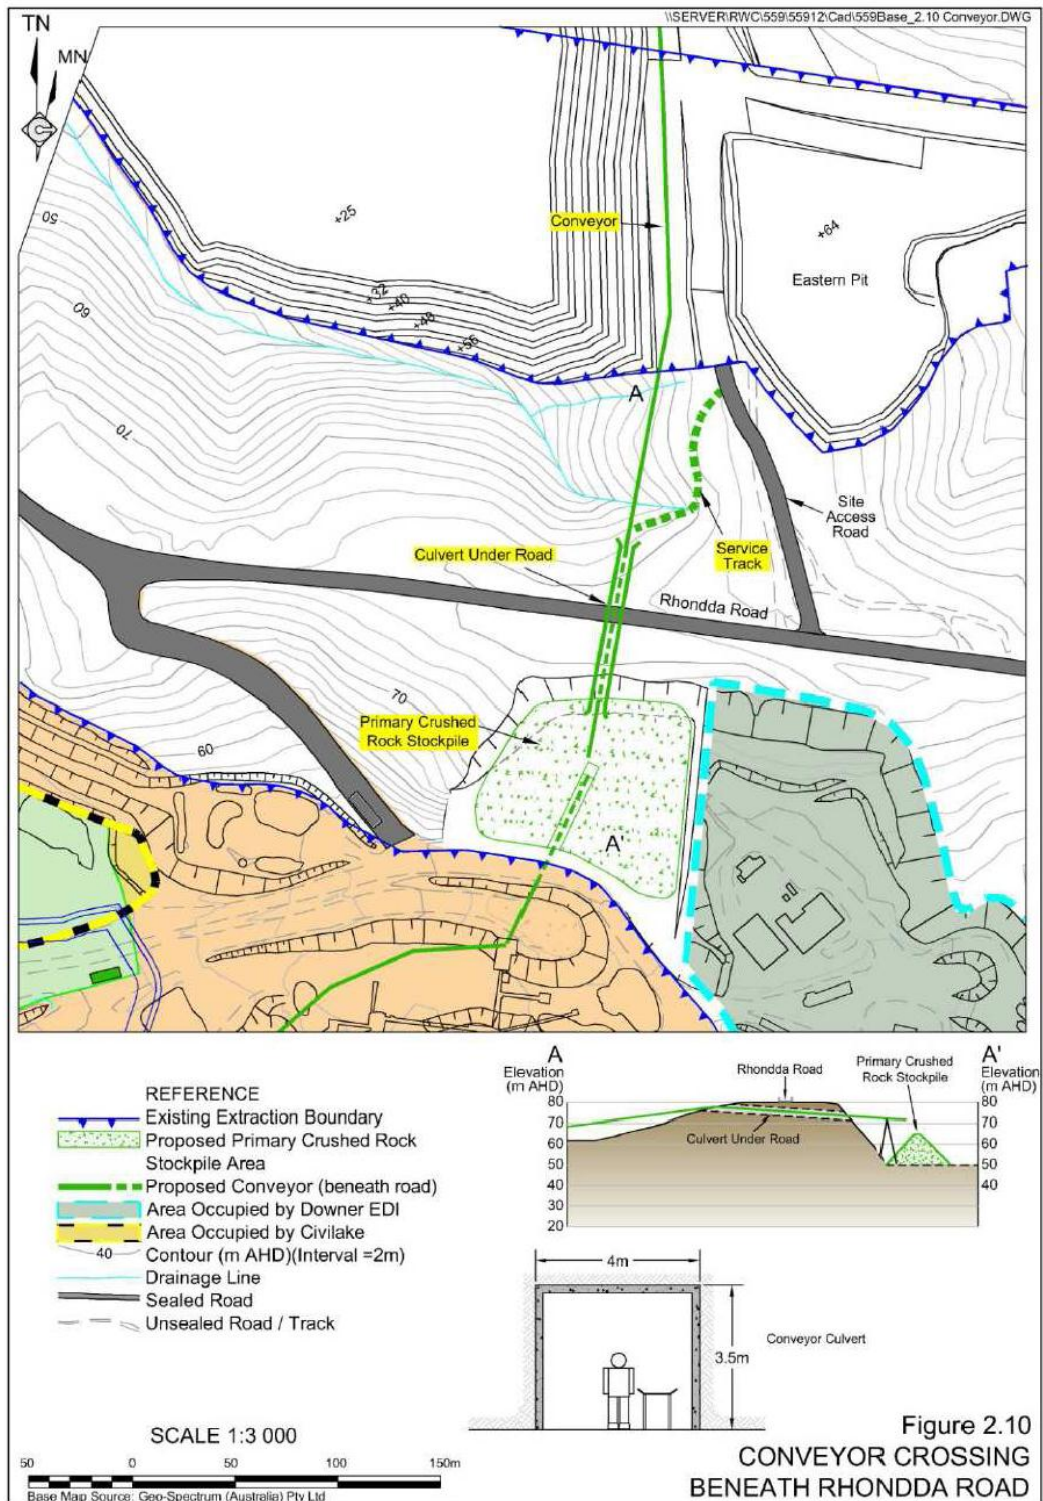 \\SERVER\RWC\559\55912\Cad\559Base_2.10 Conveyor.DWG
TN
MN
50
+25
Conveyor
+64
Eastern Pit
60
+32
+40
+48
+56
A
70
Site
Access
Road
Culvert Under Road
Service
Track
Rhondda Road
70
Primary Crushed
Rock Stockpile
60
A'
A
Elevation
(m AHD)
Rhondda Road
Primary Crushed
Rock Stockpile
A'
Elevation
(m AHD)
80
70
60
50
40
30
20
Culvert Under Road
80
70
60
50
40
REFERENCE
Existing Extraction Boundary
Proposed Primary Crushed Rock
Stockpile Area
Proposed Conveyor (beneath road)
Area Occupied by Downer EDI
Area Occupied by Civilake
40
Contour (m AHD)(Interval =2m)
Drainage Line
Sealed Road
Unsealed Road / Track
4m
3.5m
Conveyor Culvert
SCALE 1:3 000
50 0 50 100 150m
Base Map Source: Geo-Spectrum (Australia) Pty Ltd
Figure 2.10
CONVEYOR CROSSING
BENEATH RHONDDA ROAD